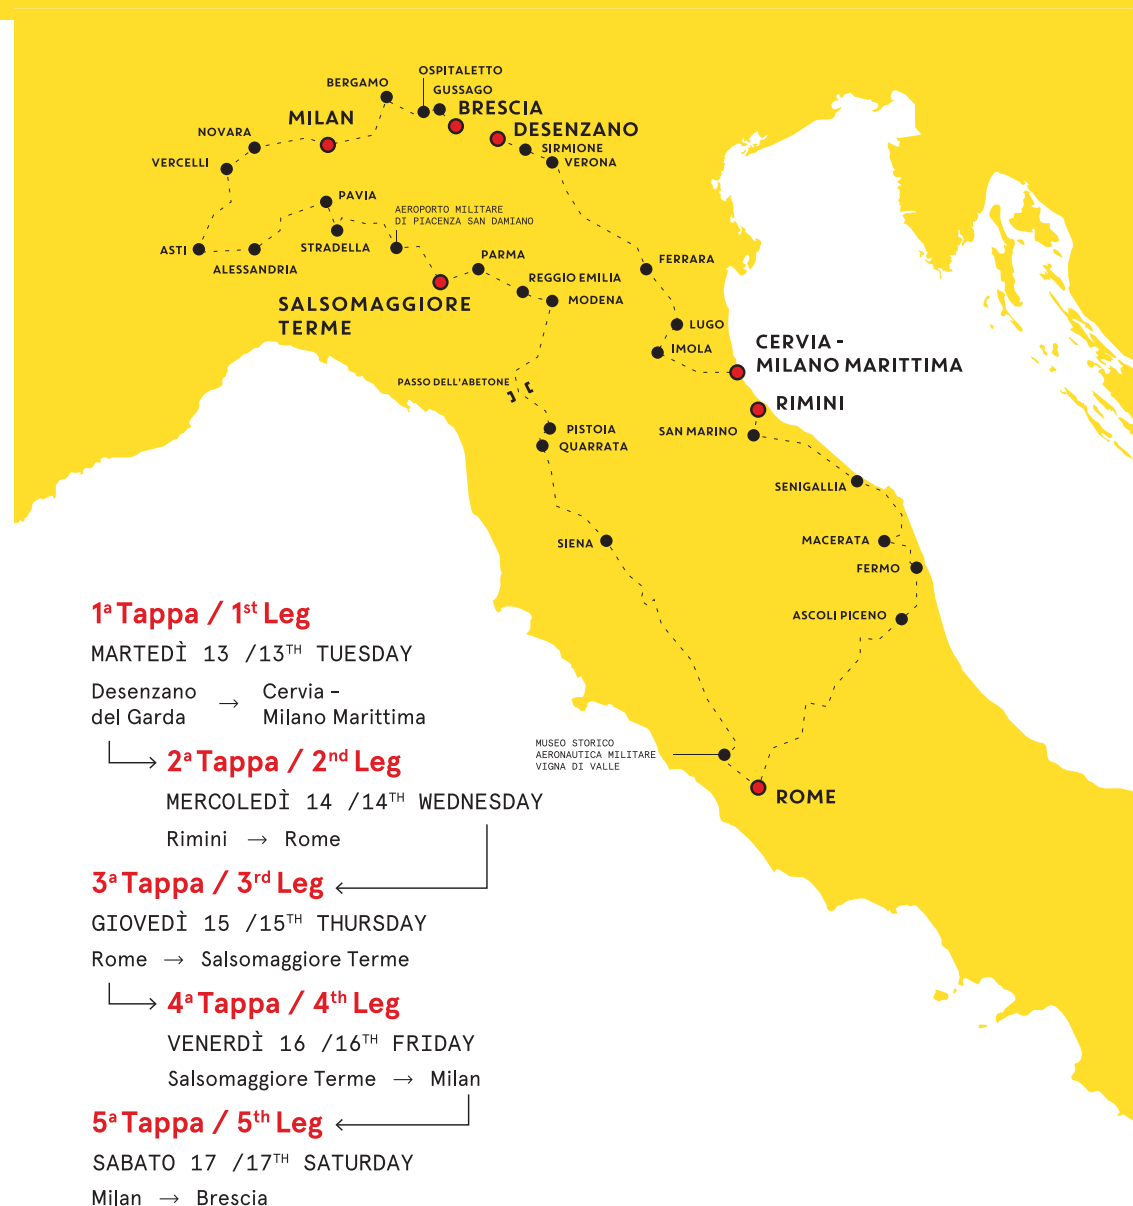 OSPITALETTO
BERGAMO
GUSSAGO
BRESCIA
MILAN
DESENZANO
NOVARA
SIRMIONE
VERCELLI
VERONA
PAVIA
AEROPORTO MILITARE
DI PIACENZA SAN DAMIANO
ASTI
STRADELLA
ALESSANDRIA
PARMA
FERRARA
REGGIO EMILIA
MODENA
SALSOMAGGIORE
TERME
LUGO
IMOLA
CERVIA -
MILANO MARITTIMA
PASSO DELL'ABETONE
RIMINI
PISTOIA
SAN MARINO
QUARRATA
SENIGALLIA
SIENA
MACERATA
FERMO
ASCOLI PICENO
MUSEO STORICO
AERONAUTICA MILITARE
VIGNA DI VALLE
ROME
1ª Tappa / 1st Leg
MARTEDÌ 13 /13TH TUESDAY
Desenzano
del Garda → Cervia -
Milano Marittima
2ª Tappa / 2nd Leg
MERCOLEDÌ 14 /14TH WEDNESDAY
Rimini → Rome
3ª Tappa / 3rd Leg
GIOVEDÌ 15 /15TH THURSDAY
Rome → Salsomaggiore Terme
4ª Tappa / 4th Leg
VENERDÌ 16 /16TH FRIDAY
Salsomaggiore Terme → Milan
5ª Tappa / 5th Leg
SABATO 17 /17TH SATURDAY
Milan → Brescia